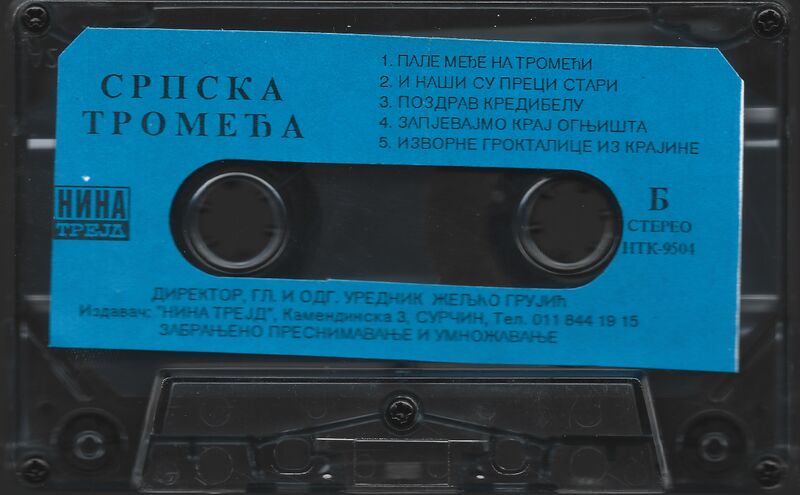 СРПСКА
ТРОМЕЂА
1. ПАЛЕ МЕЂЕ НА ТРОМЕЂИ
2. И НАШИ СУ ПРЕЦИ СТАРИ
3. ПОЗДРАВ КРЕДИБЕЛУ
4. ЗАПЈЕВАЈМО КРАЈ ОГЊИШТА
5. ИЗВОРНЕ ГРОКТАЛИЦЕ ИЗ КРАЈИНЕ
НИНА
ТРЕЈД
Б
СТЕРЕО
НТК-9504
ДИРЕКТОР, ГЛ. И ОДГ. УРЕДНИК ЖЕЉКО ГРУЈИЋ
Издавач: "НИНА ТРЕЈД", Камендинска 3, СУРЧИН, Тел. 011 844 19 15
ЗАБРАЊЕНО ПРЕСНИМАВАЊЕ И УМНОЖАВАЊЕ